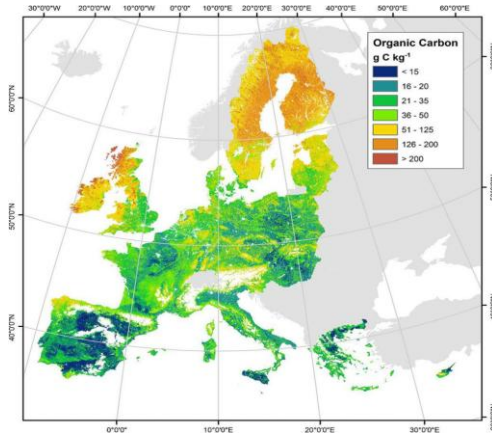 30°0'0"W
20°0'0"W
10°0'0"W
0°0'0"
10°0'0"E
20°0'0"E
30°0'0"E
40°0'0"E
50°0'0"E
60°0'0"E
60°0'0"N
50°0'0"N
40°0'0"N
Organic Carbon
g C kg⁻¹
< 15
16 - 20
21 - 35
36 - 50
51 - 125
126 - 200
> 200
0°0'0"
10°0'0"E
20°0'0"E
30°0'0"E